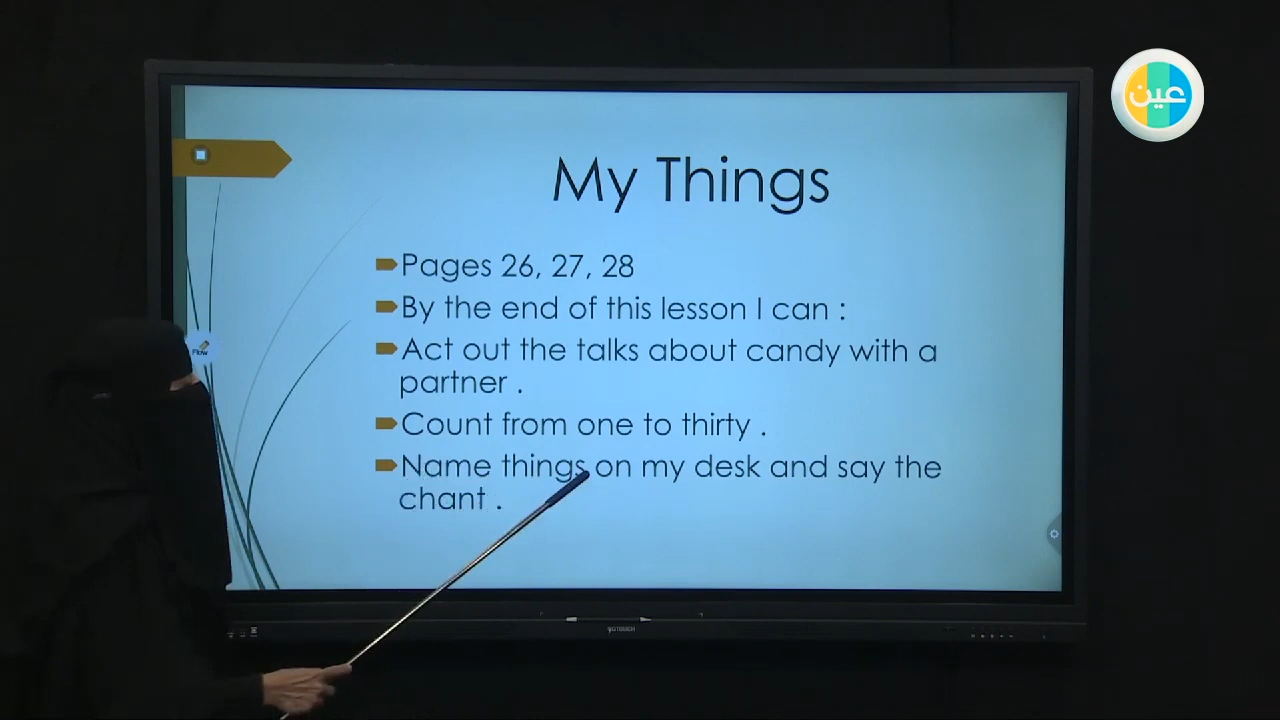 عين
My Things
Pages 26, 27, 28
By the end of this lesson I can :
Act out the talks about candy with a
partner .
Count from one to thirty .
Name things on my desk and say the
chant .
Flow